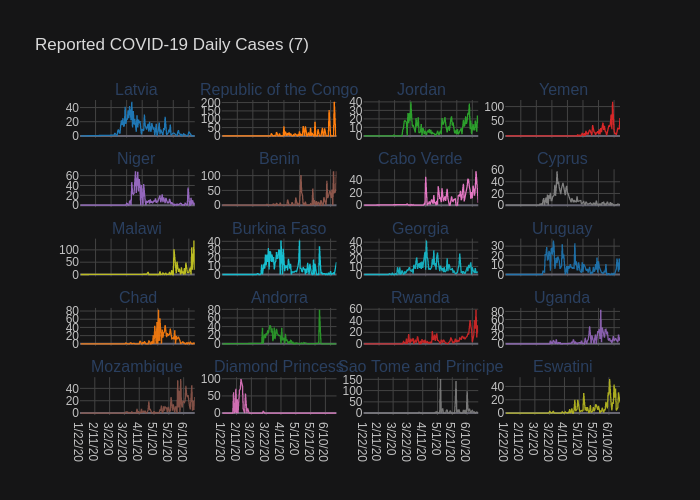 Reported COVID-19 Daily Cases (7)
Latvia Republic of the Congo Jordan Yemen
40 20 0 200 150 100 50 0 40 30 20 10 0 100 50 0
Niger Benin Cabo Verde Cyprus
60 40 20 0 100 50 0 40 20 0 60 40 20 0
Malawi Burkina Faso Georgia Uruguay
100 50 0 40 30 20 10 0 40 30 20 10 0 30 20 10 0
Chad Andorra Rwanda Uganda
80 60 40 20 0 80 60 40 20 0 60 40 20 0 80 60 40 20 0
Mozambique Diamond Princess Sao Tome and Principe Eswatini
40 20 0 100 50 0 150 100 50 0 40 20 0
1/22/20 2/11/20 3/2/20 3/22/20 4/11/20 5/1/20 5/21/20 6/10/20 1/22/20 2/11/20 3/2/20 3/22/20 4/11/20 5/1/20 5/21/20 6/10/20 1/22/20 2/11/20 3/2/20 3/22/20 4/11/20 5/1/20 5/21/20 6/10/20 1/22/20 2/11/20 3/2/20 3/22/20 4/11/20 5/1/20 5/21/20 6/10/20